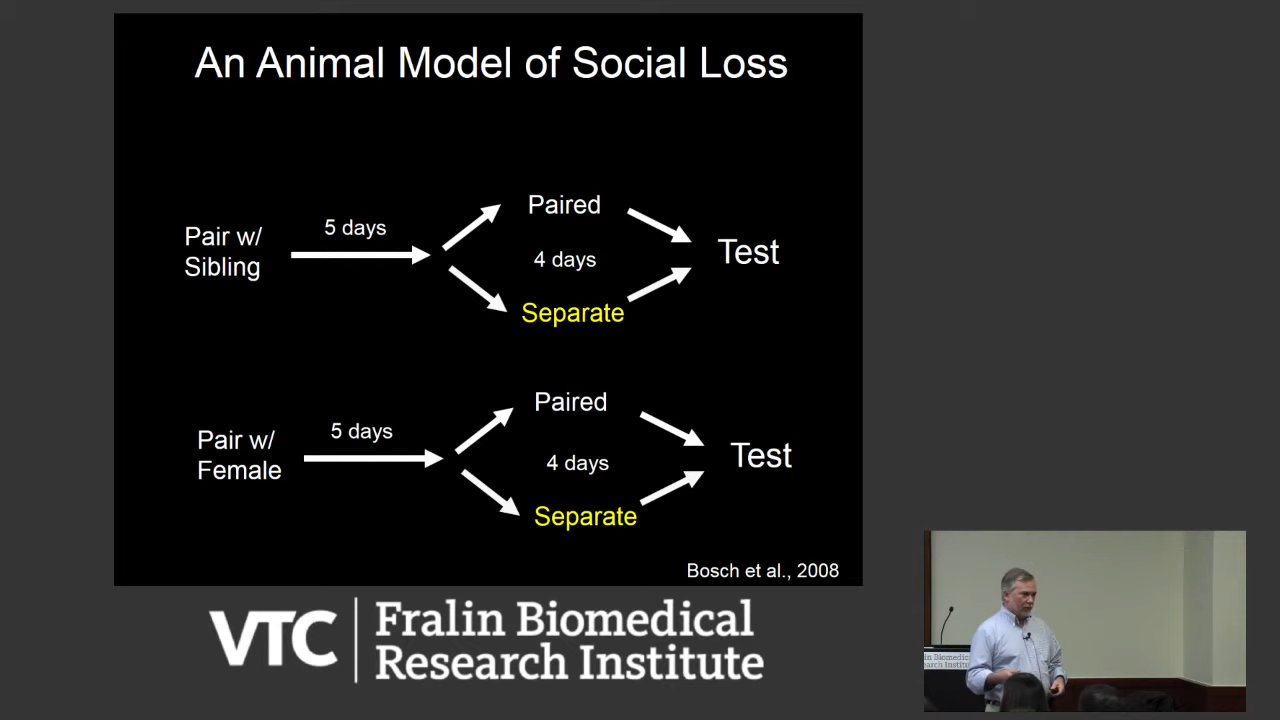 An Animal Model of Social Loss
Pair w/
Sibling
5 days
Paired
4 days
Separate
Test
Pair w/
Female
5 days
Paired
4 days
Separate
Test
Bosch et al., 2008
VTC
Fralin Biomedical
Research Institute